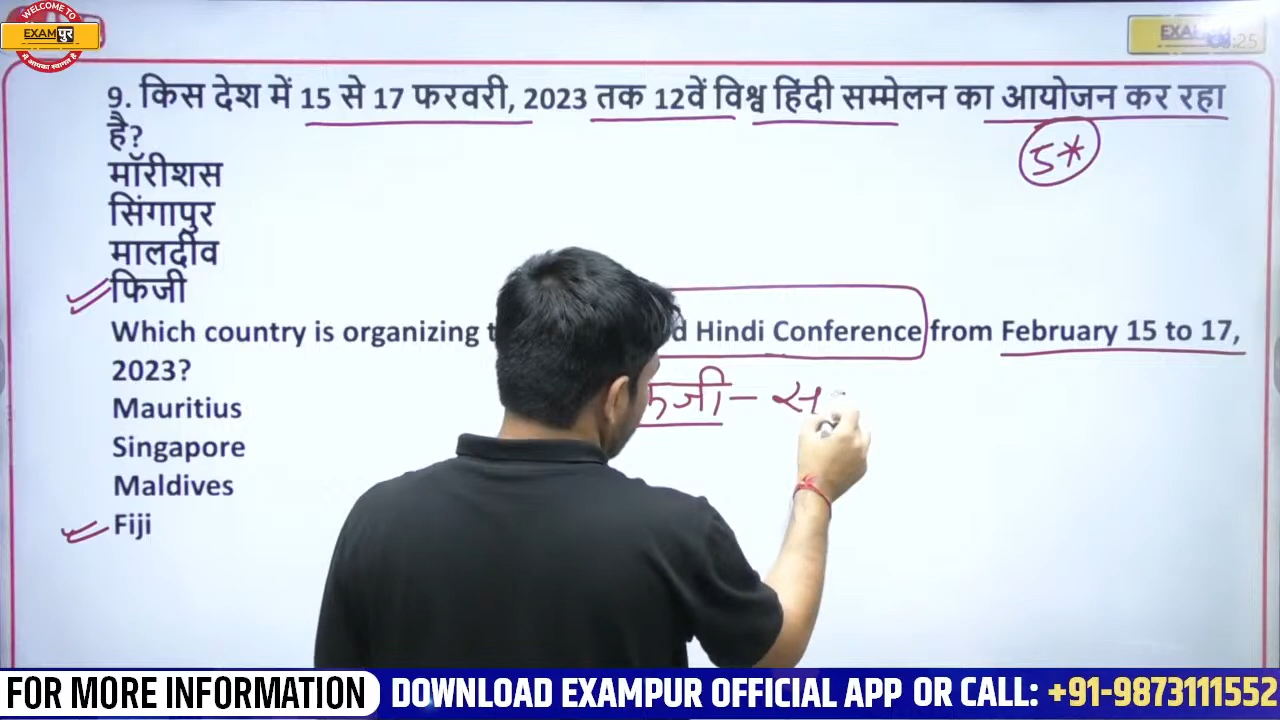 WELCOME TO
EXAMपुर
में आपका स्वागत है
9. किस देश में 15 से 17 फरवरी, 2023 तक 12वें विश्व हिंदी सम्मेलन का आयोजन कर रहा
है?
5*
मॉरीशस
सिंगापुर
मालदीव
फिजी
Which country is organizing Hindi Conference from February 15 to 17,
2023?
Mauritius
Singapore
Maldives
Fiji
FOR MORE INFORMATION DOWNLOAD EXAMPUR OFFICIAL APP OR CALL: +91-9873111552